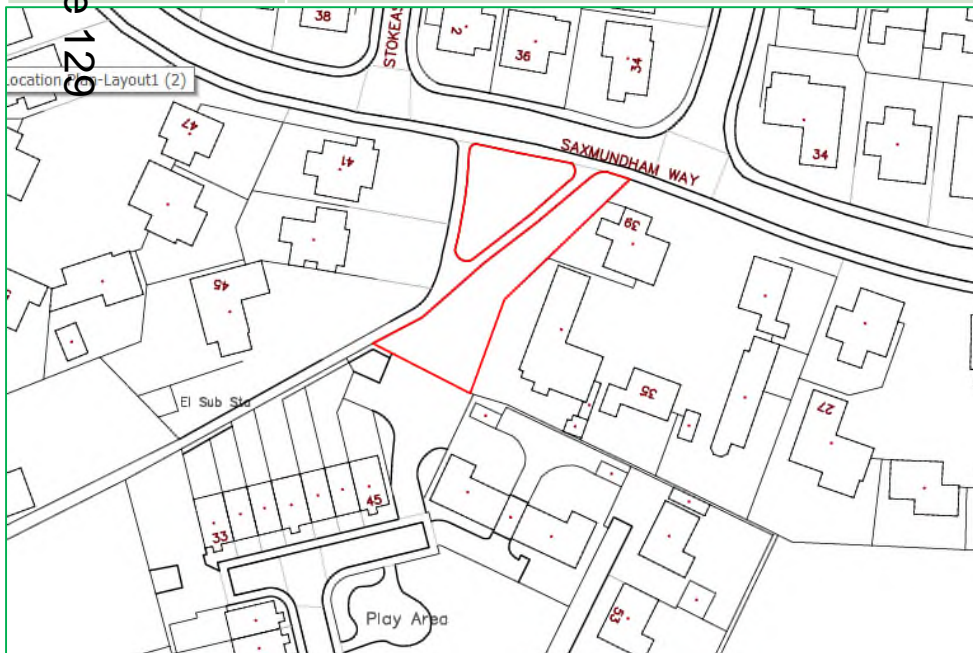 e 129
Location Plan-Layout1 (2)
38
STOKEAS
2
36
34
47
41
SAXMUNDHAM WAY
34
39
45
El Sub Sta
35
27
45
33
Play Area
53